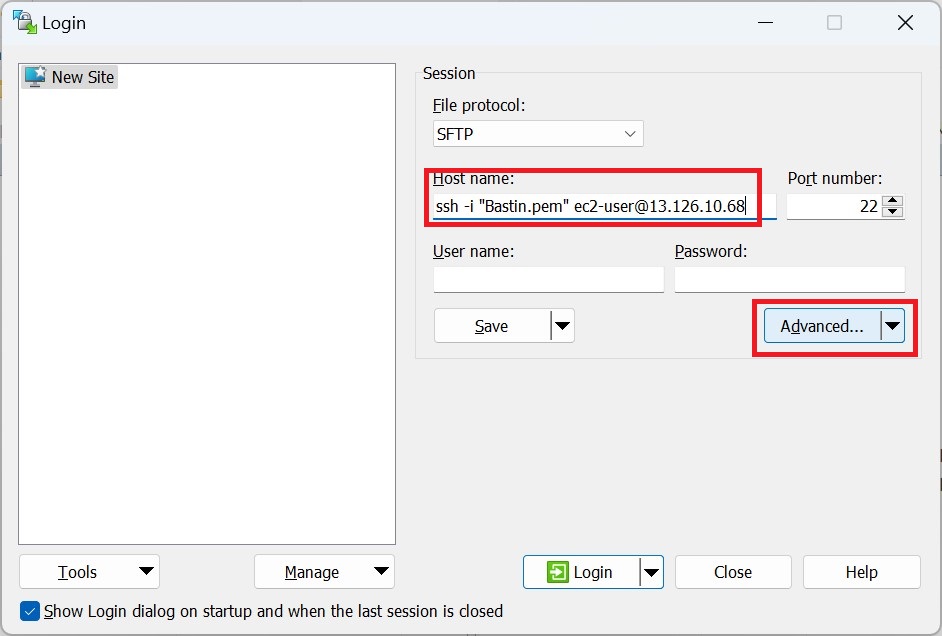 Login
New Site
Session
File protocol:
SFTP
Host name:
Port number:
ssh -i "Bastin.pem" ec2-user@13.126.10.68
22
User name:
Password:
Save
Advanced...
Tools
Manage
Login
Close
Help
Show Login dialog on startup and when the last session is closed